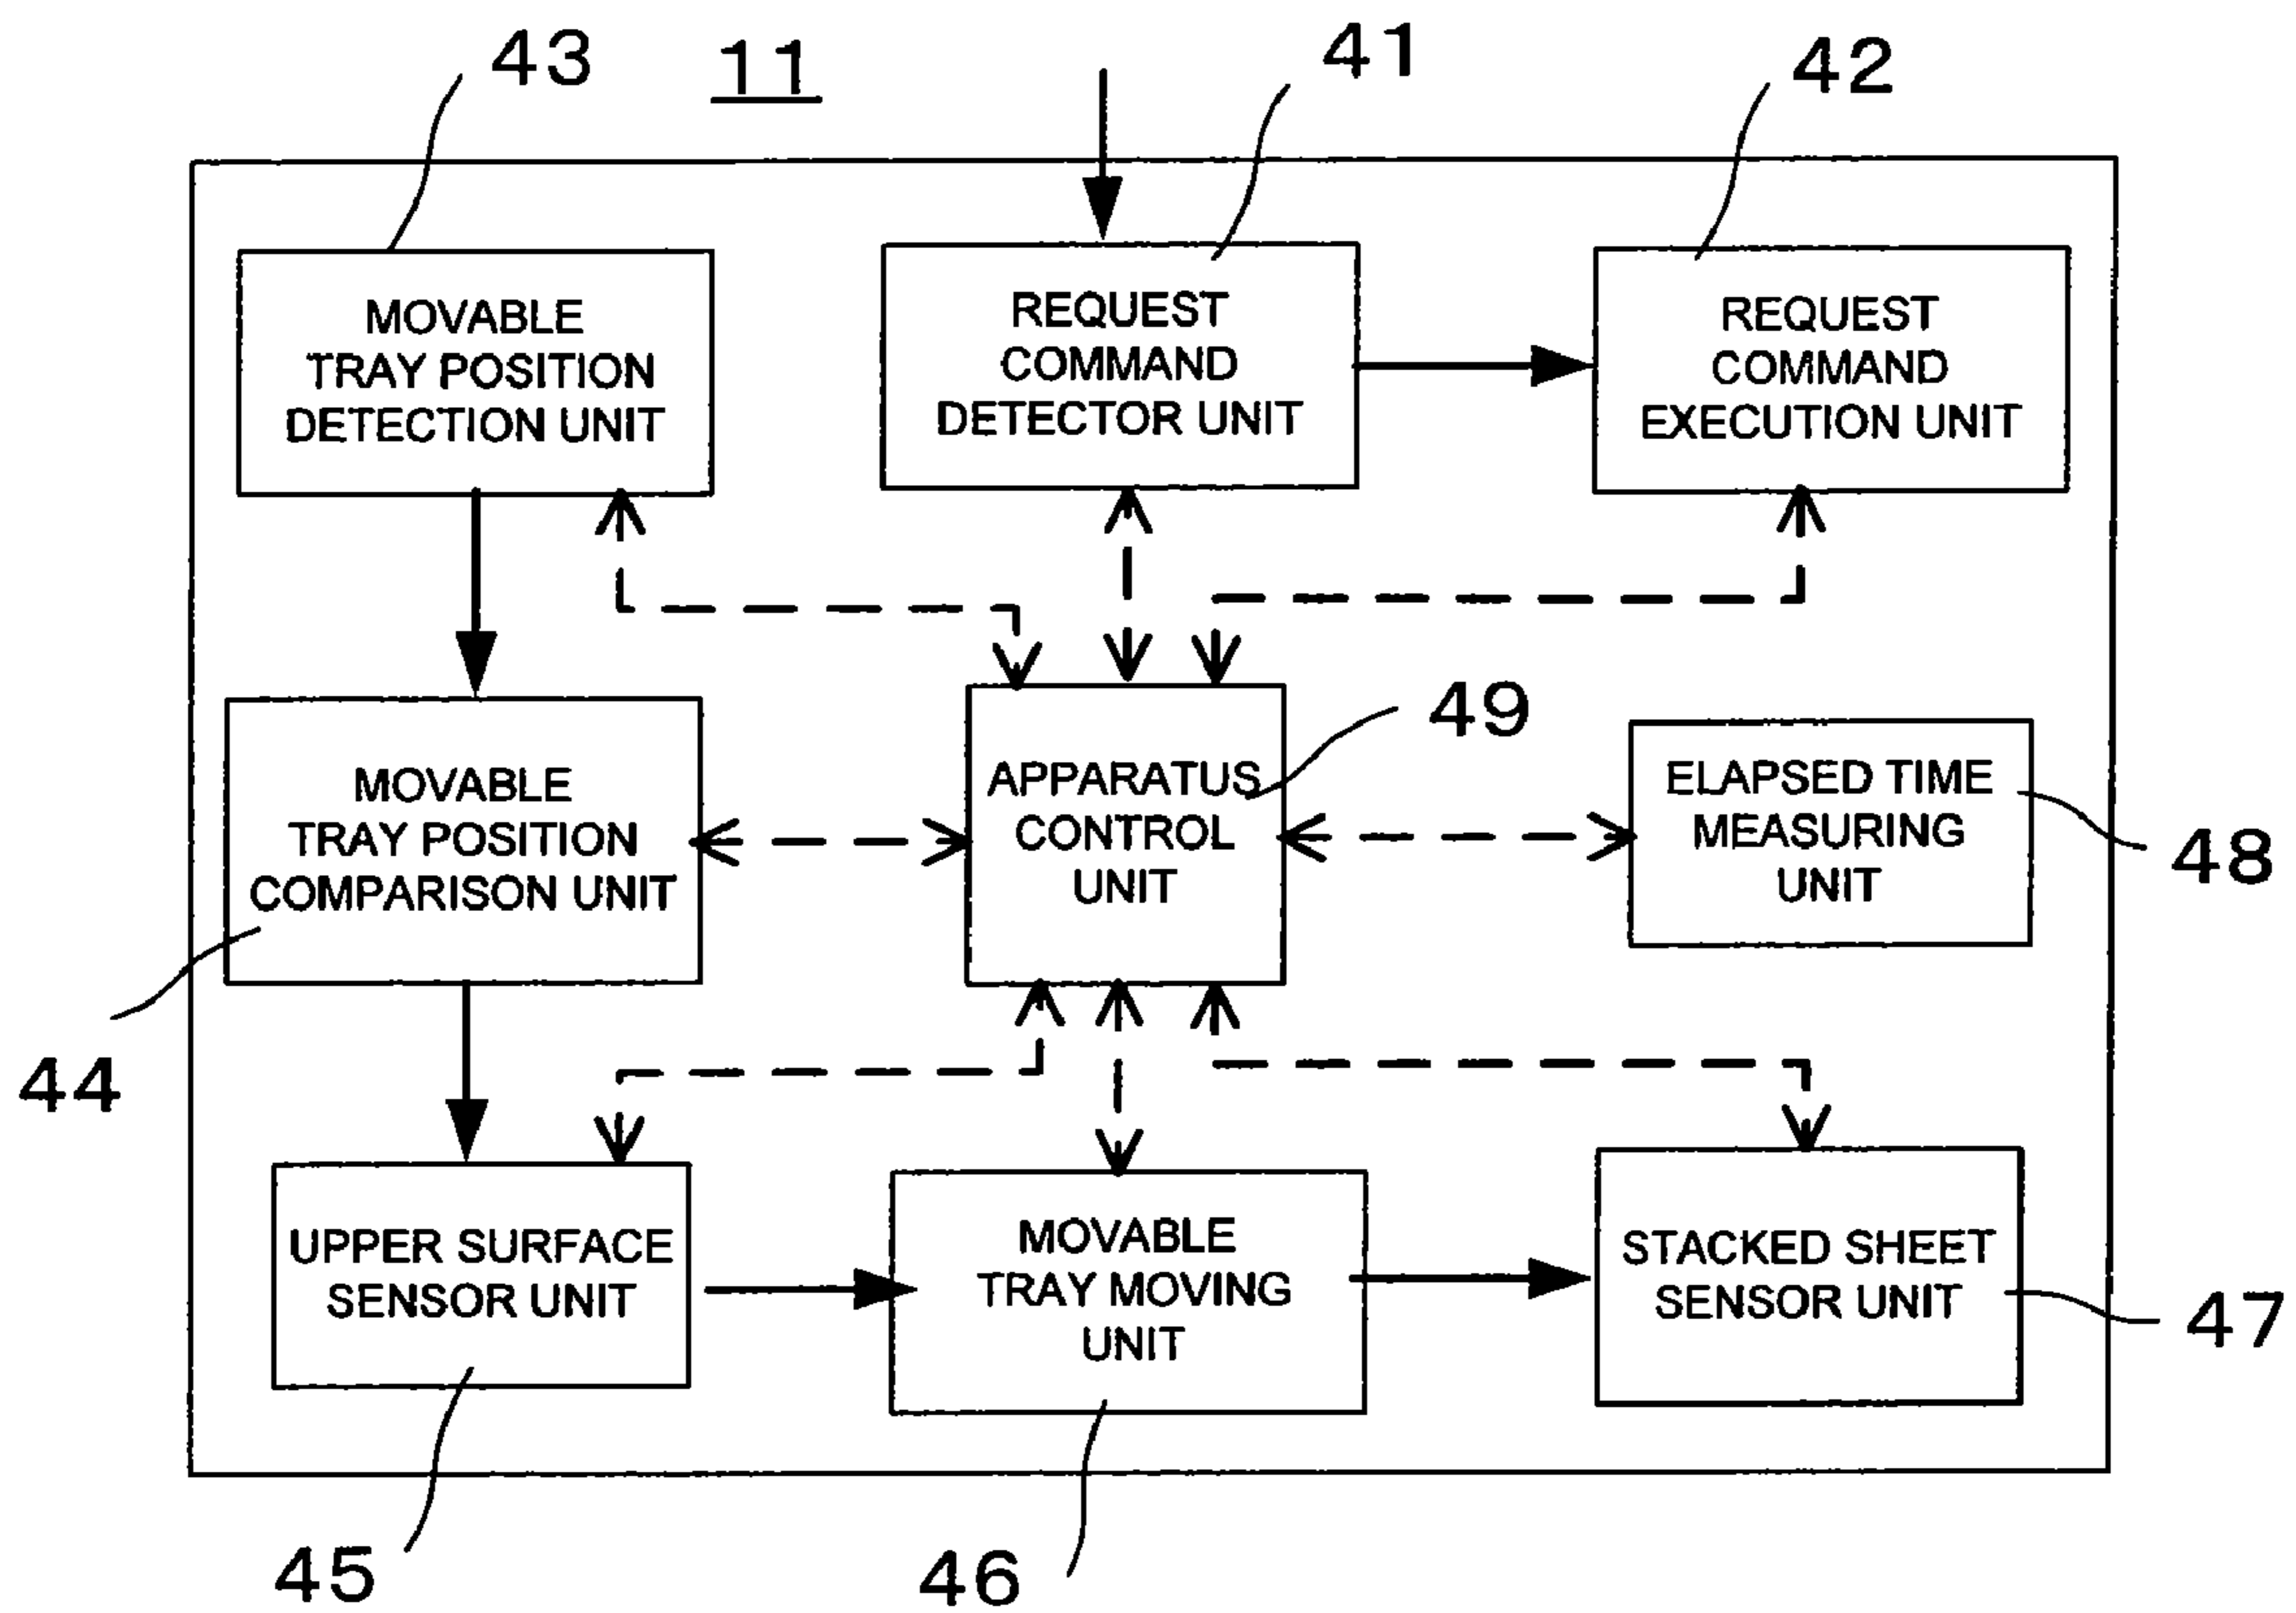 43
11
41
42
MOVABLE
TRAY POSITION
DETECTION UNIT
REQUEST
COMMAND
DETECTOR UNIT
REQUEST
COMMAND
EXECUTION UNIT
49
MOVABLE
TRAY POSITION
COMPARISON UNIT
APPARATUS
CONTROL
UNIT
ELAPSED TIME
MEASURING
UNIT
48
44
UPPER SURFACE
SENSOR UNIT
MOVABLE
TRAY MOVING
UNIT
STACKED SHEET
SENSOR UNIT
47
45
46